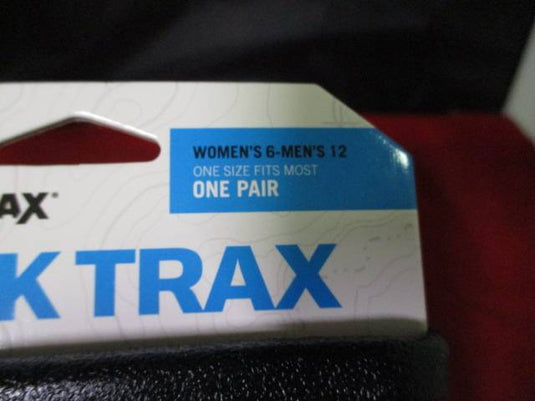 WOMEN'S 6-MEN'S 12
ONE SIZE FITS MOST
ONE PAIR
AX®
K TRAX